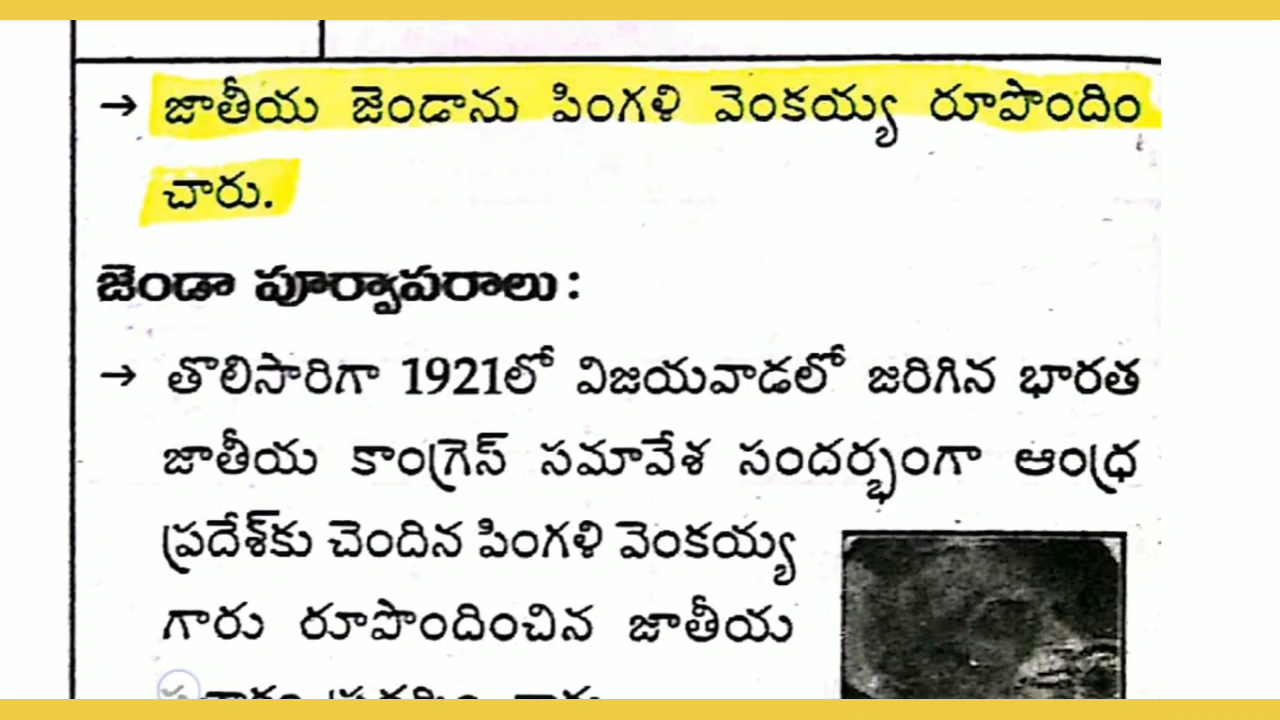 → జాతీయ జెండాను పింగళి వెంకయ్య రూపొందిం
చారు.
జెండా పూర్వాపరాలు :
→ తొలిసారిగా 1921లో విజయవాడలో జరిగిన భారత
జాతీయ కాంగ్రెస్ సమావేశ సందర్భంగా ఆంధ్ర
ప్రదేశ్‌కు చెందిన పింగళి వెంకయ్య
గారు రూపొందించిన జాతీయ